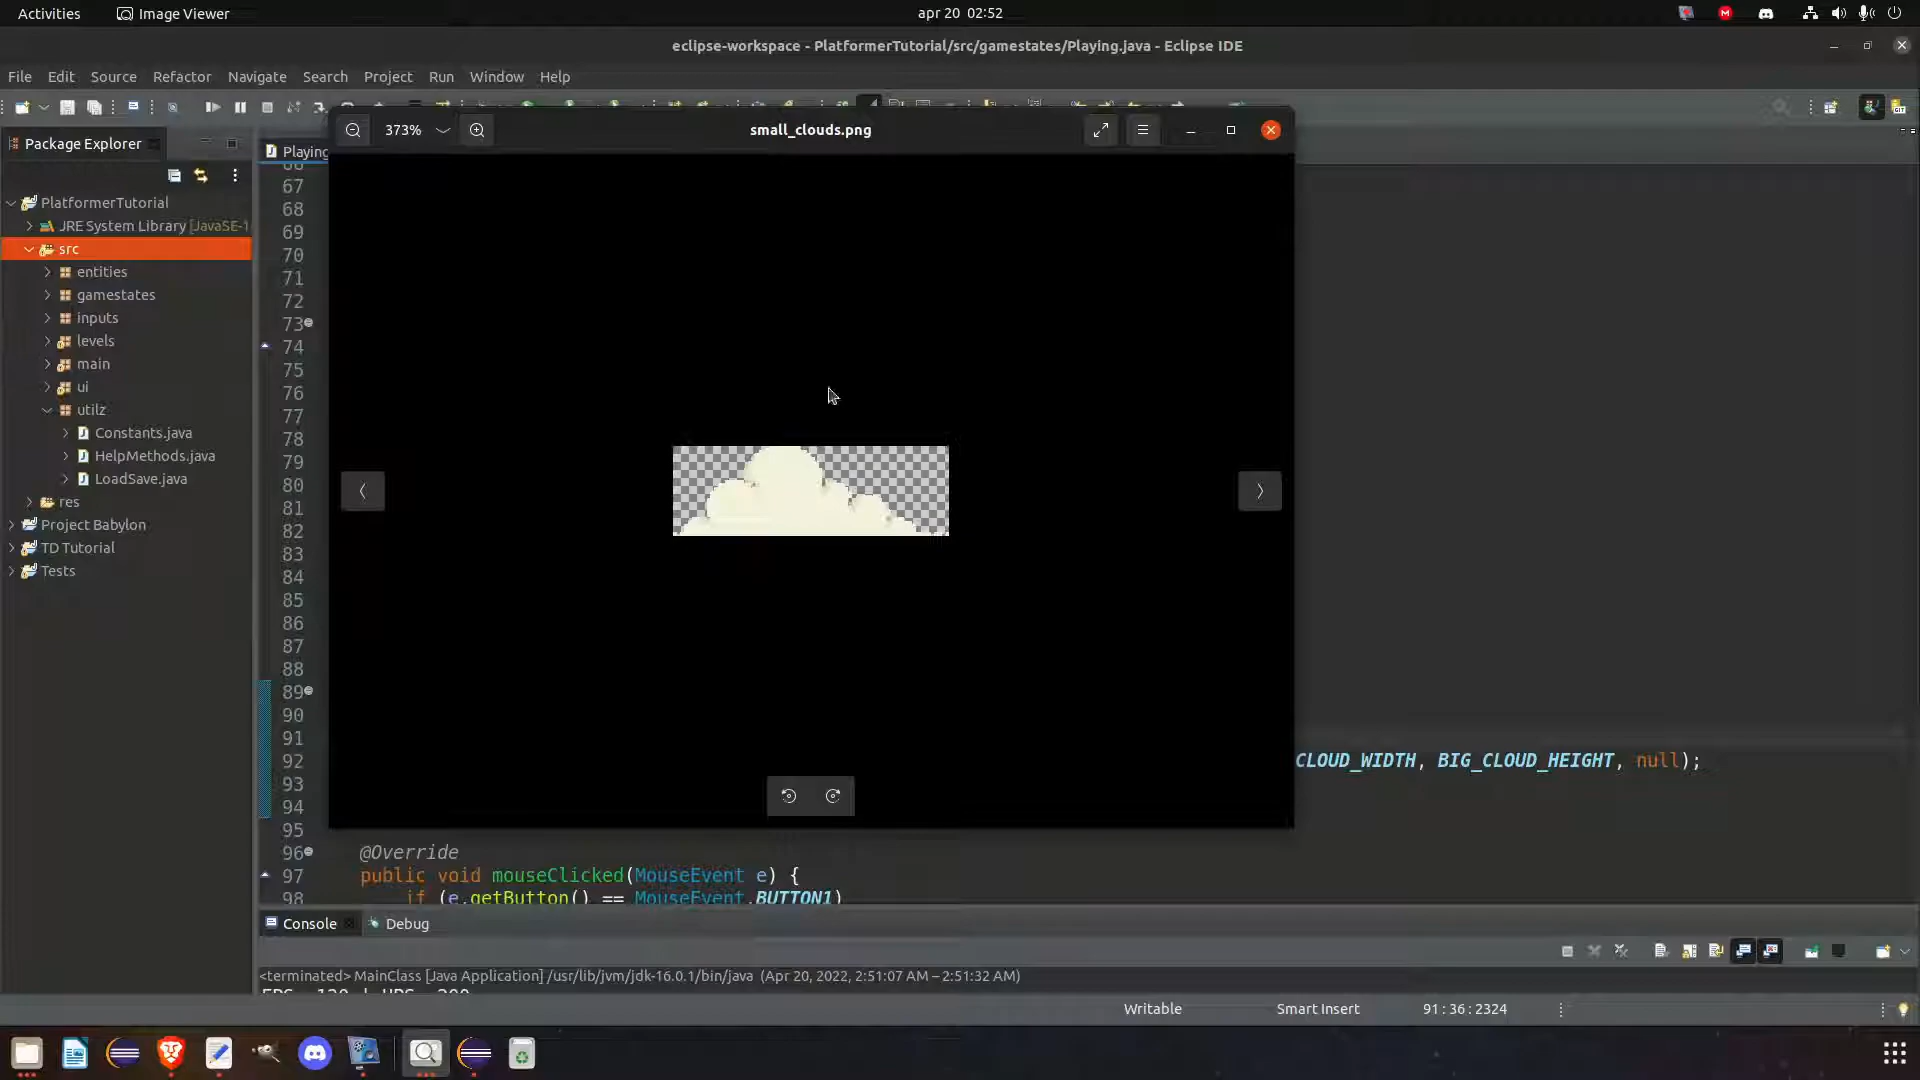 Activities
Image Viewer
apr 20 02:52
eclipse-workspace - PlatformerTutorial/src/gamestates/Playing.java - Eclipse IDE
File Edit Source Refactor Navigate Search Project Run Window Help
373%
small_clouds.png
Package Explorer
PlatformerTutorial
JRE System Library [JavaSE-1
src
entities
gamestates
inputs
levels
main
ui
utilz
Constants.java
HelpMethods.java
LoadSave.java
res
Project Babylon
TD Tutorial
Tests
Playing
66
67
68
69
70
71
72
73
74
75
76
77
78
79
80
81
82
83
84
85
86
87
88
89
90
91
92 CLOUD_WIDTH, BIG_CLOUD_HEIGHT, null);
93
94
95
96 @Override
97 public void mouseClicked(MouseEvent e) {
98 if (e.getButton() == MouseEvent.BUTTON1)
Console Debug
<terminated> MainClass [Java Application] /usr/lib/jvm/jdk-16.0.1/bin/java (Apr 20, 2022, 2:51:07 AM – 2:51:32 AM)
Writable Smart Insert 91 : 36 : 2324